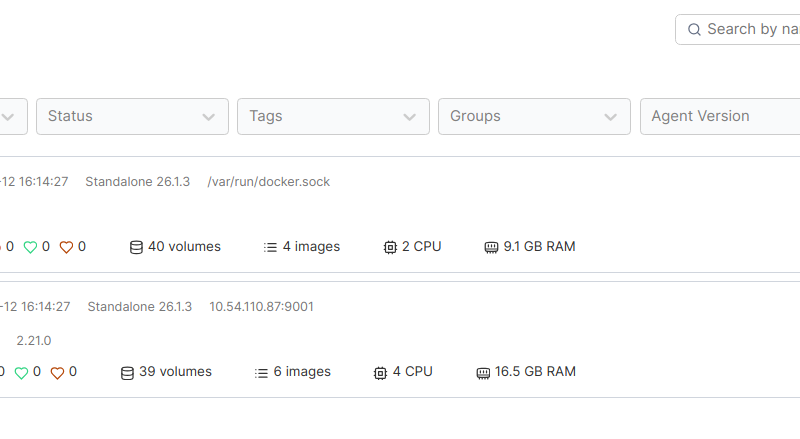 Search by na
Status Tags Groups Agent Version
-12 16:14:27 Standalone 26.1.3 /var/run/docker.sock
0 0 0 40 volumes 4 images 2 CPU 9.1 GB RAM
-12 16:14:27 Standalone 26.1.3 10.54.110.87:9001
2.21.0
0 0 0 39 volumes 6 images 4 CPU 16.5 GB RAM